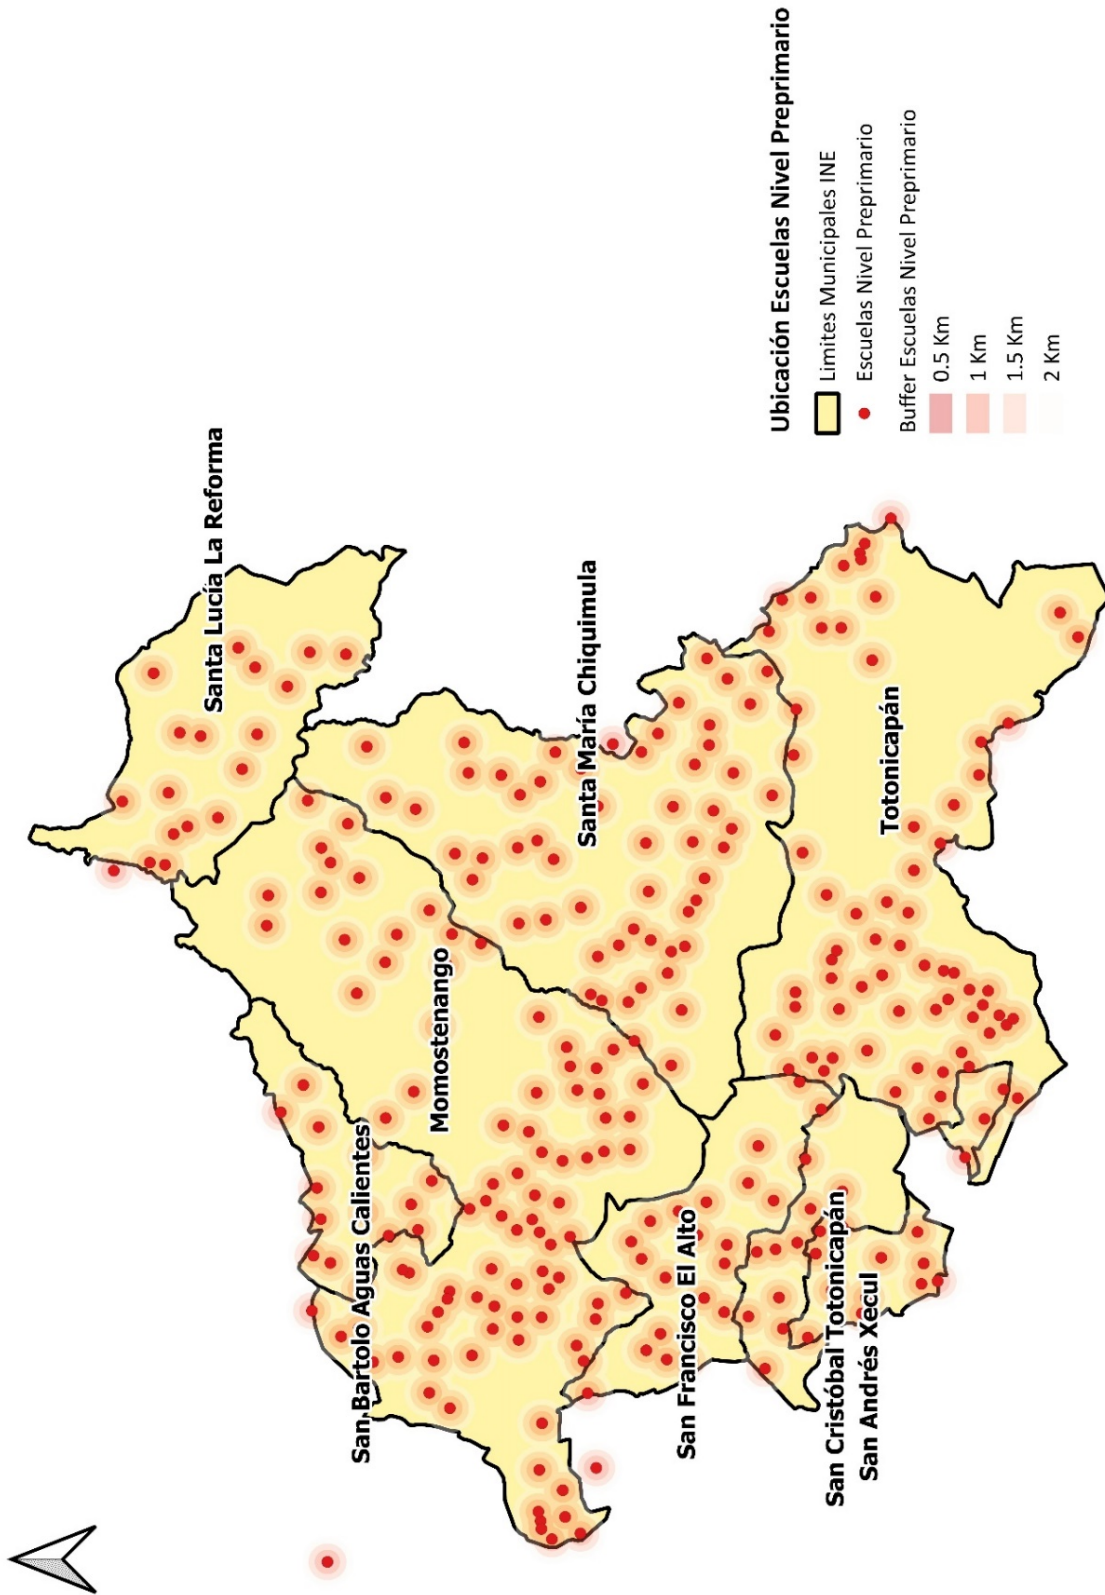 Santa Lucía La Reforma
San Bartolo Aguas Calientes
Momostenango
Santa María Chiquimula
San Francisco El Alto
San Cristóbal Totonicapán
San Andrés Xecul
Totonicapán
Ubicación Escuelas Nivel Preprimario
Limites Municipales INE
Escuelas Nivel Preprimario
Buffer Escuelas Nivel Preprimario
0.5 Km
1 Km
1.5 Km
2 Km